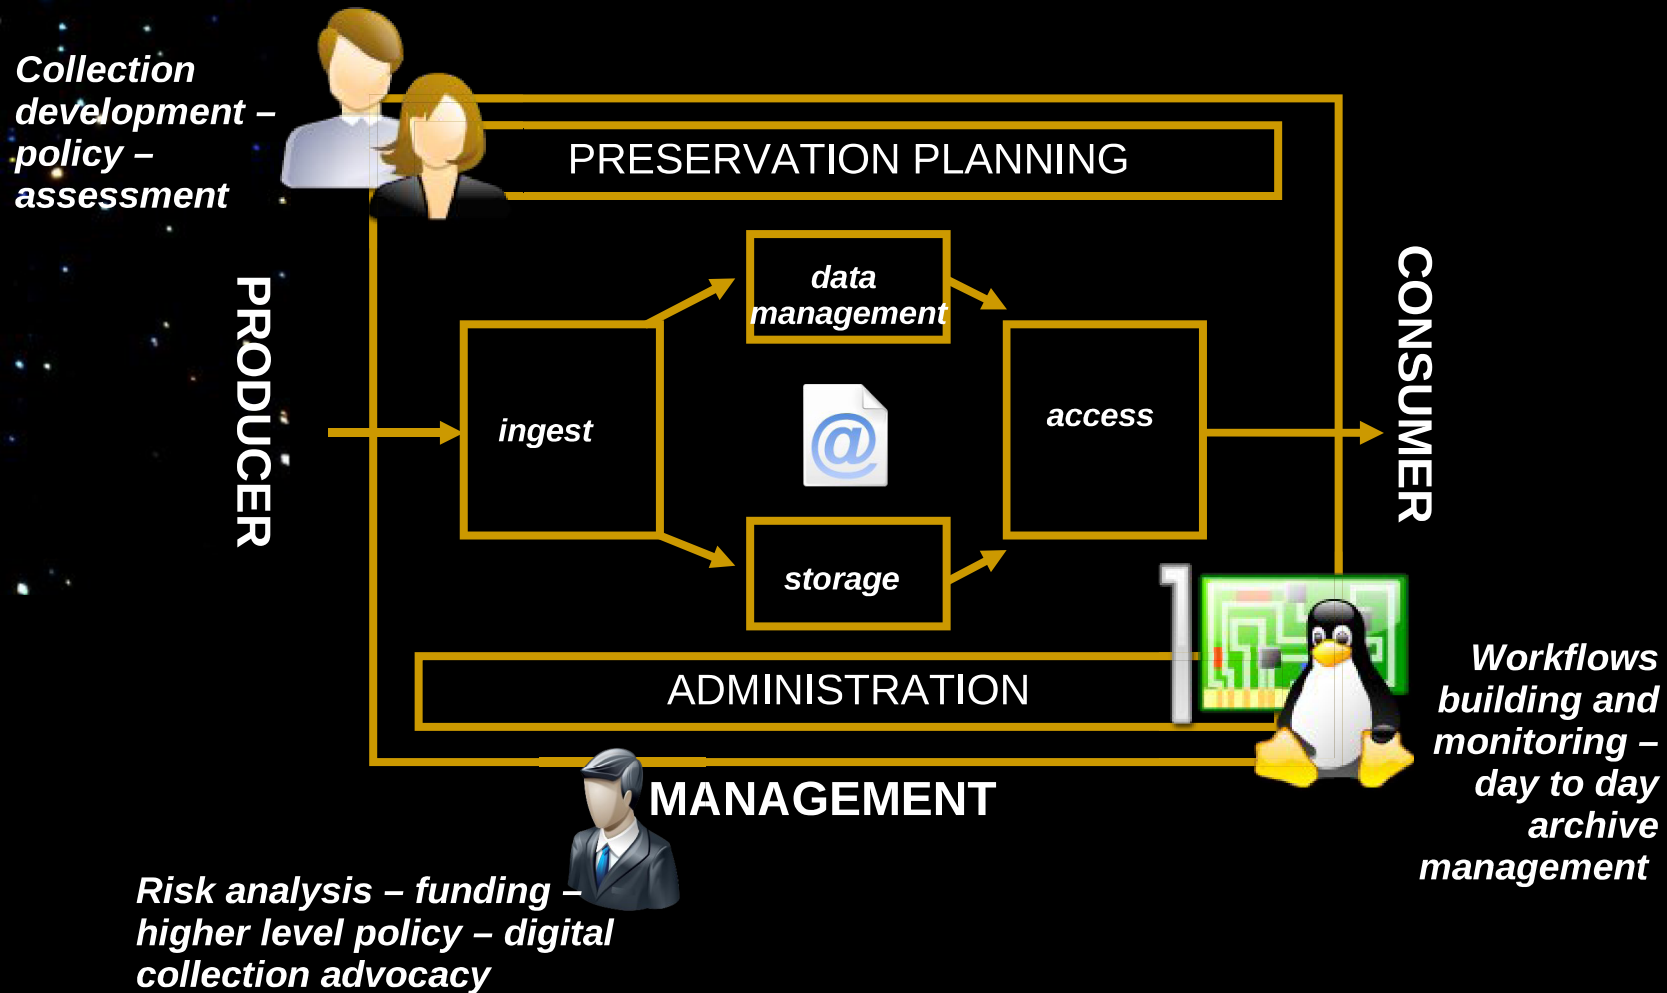 Collection
development –
policy –
assessment
PRESERVATION PLANNING
PRODUCER
data
management
ingest
@
access
storage
CONSUMER
1
ADMINISTRATION
MANAGEMENT
Workflows
building and
monitoring –
day to day
archive
management
Risk analysis – funding –
higher level policy – digital
collection advocacy